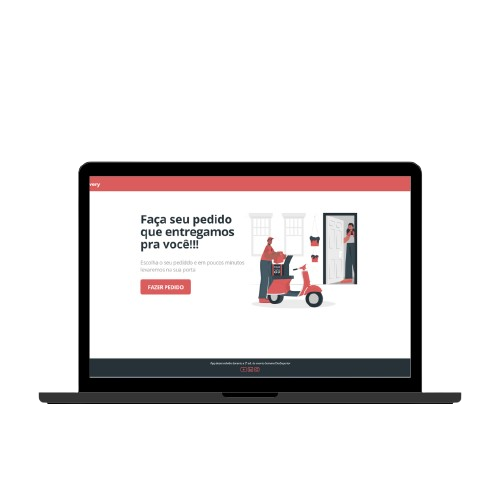 very
Faça seu pedido
que entregamos
pra você!!!
Escolha o seu pedido e em poucos minutos
levaremos na sua porta
FAZER PEDIDO